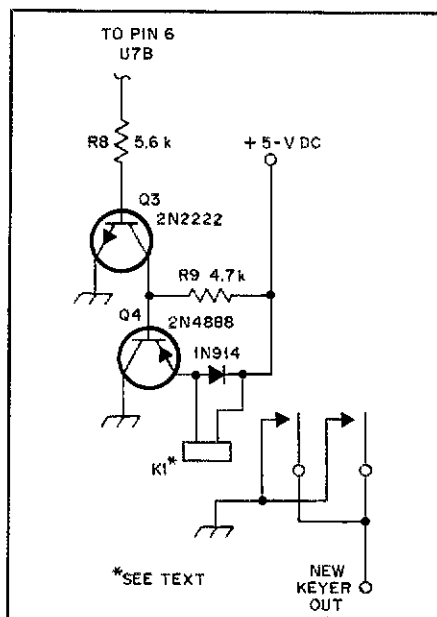 TO PIN 6
U7B
R8 5.6 k
+ 5-V DC
Q3
2N2222
R9 4.7k
Q4
2N4888
1N914
K1*
*SEE TEXT
NEW
KEYER
OUT